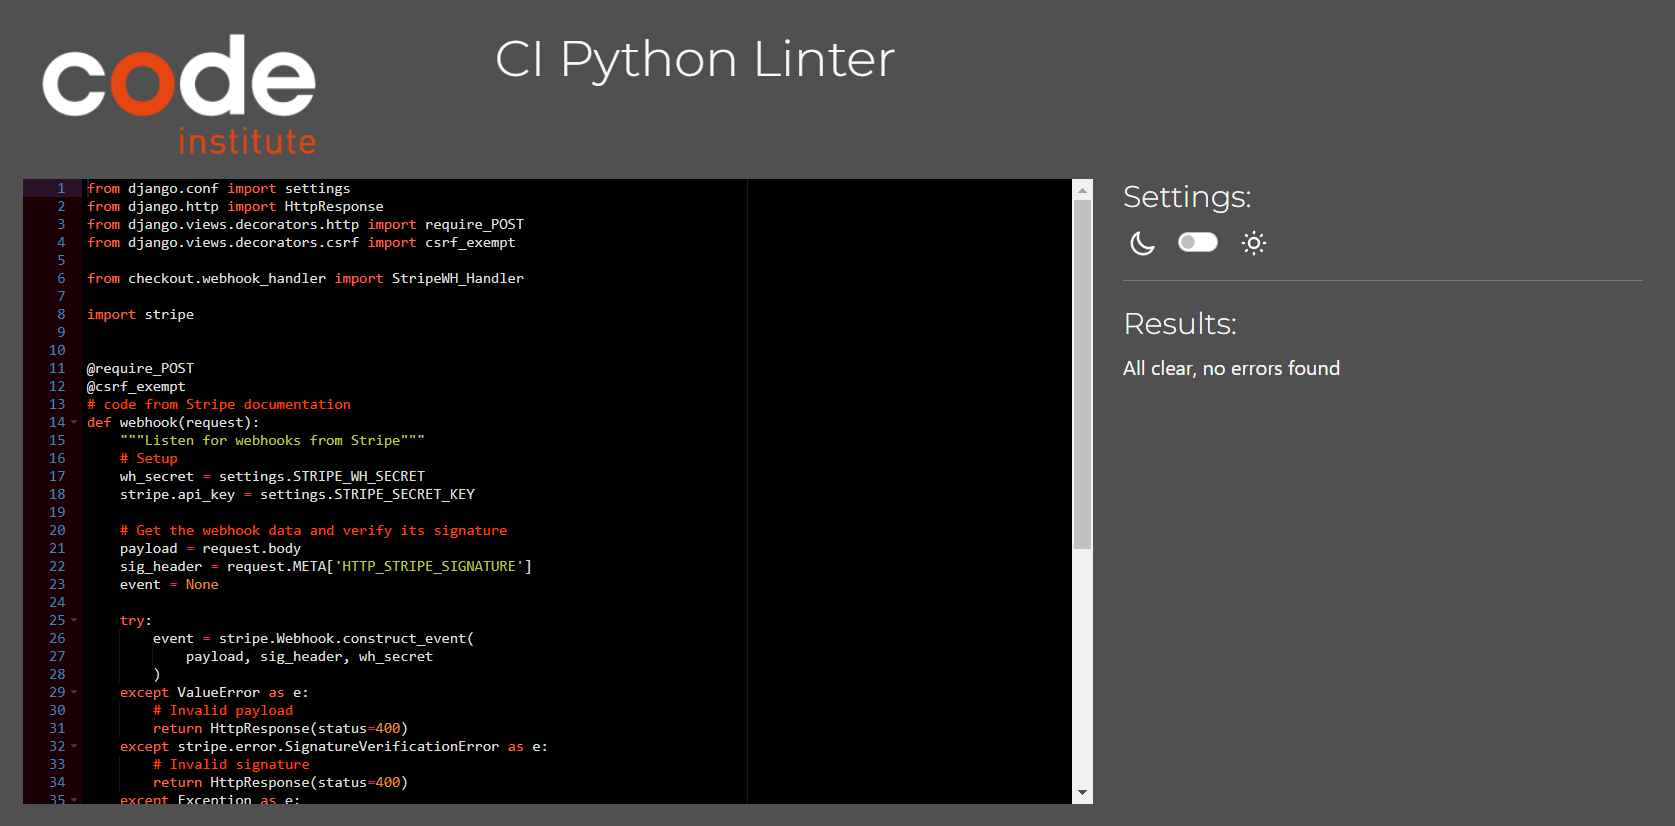 code
institute
CI Python Linter
1 from django.conf import settings
2 from django.http import HttpResponse
3 from django.views.decorators.http import require_POST
4 from django.views.decorators.csrf import csrf_exempt
5
6 from checkout.webhook_handler import StripeWH_Handler
7
8 import stripe
9
10
11 @require_POST
12 @csrf_exempt
13 # code from Stripe documentation
14 def webhook(request):
15     """Listen for webhooks from Stripe"""
16     # Setup
17     wh_secret = settings.STRIPE_WH_SECRET
18     stripe.api_key = settings.STRIPE_SECRET_KEY
19
20     # Get the webhook data and verify its signature
21     payload = request.body
22     sig_header = request.META['HTTP_STRIPE_SIGNATURE']
23     event = None
24
25     try:
26         event = stripe.Webhook.construct_event(
27             payload, sig_header, wh_secret
28         )
29     except ValueError as e:
30         # Invalid payload
31         return HttpResponse(status=400)
32     except stripe.error.SignatureVerificationError as e:
33         # Invalid signature
34         return HttpResponse(status=400)
35     except Exception as e:
Settings:
Results:
All clear, no errors found